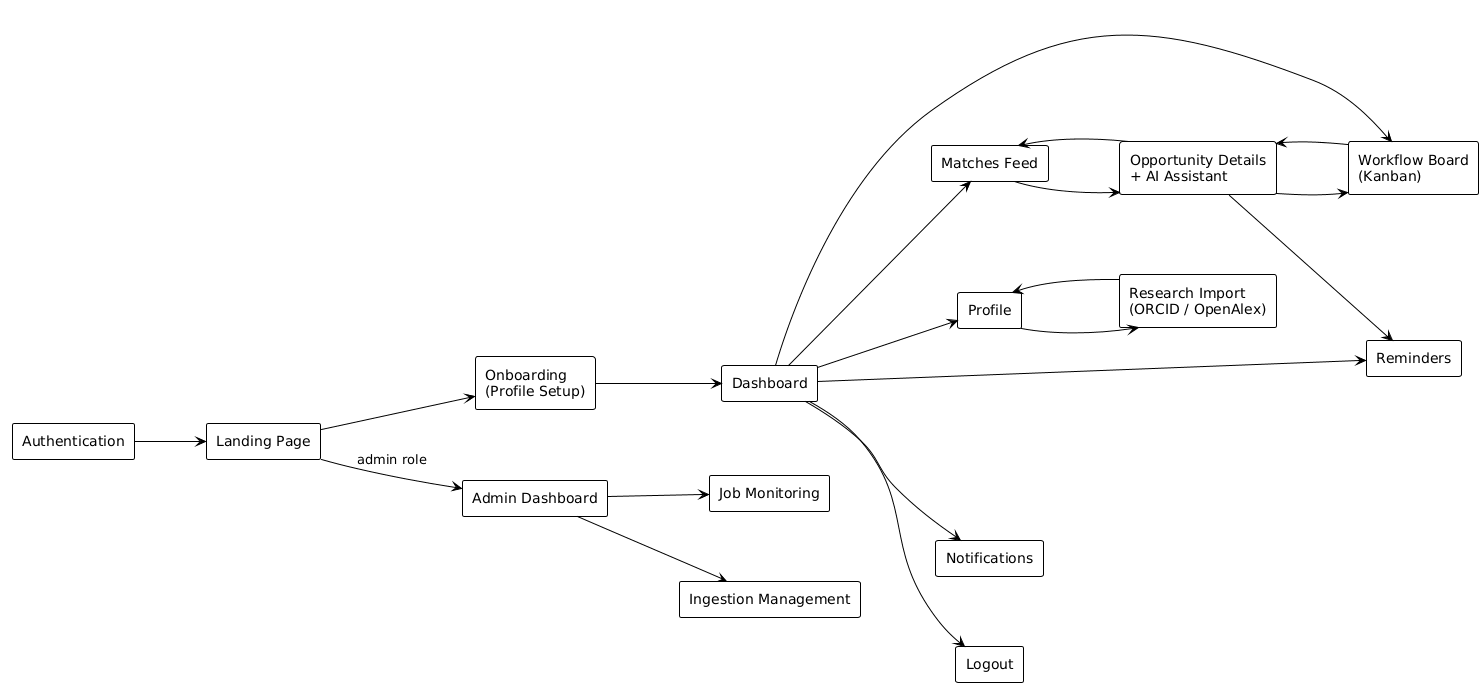 Matches Feed
Opportunity Details
+ AI Assistant
Workflow Board
(Kanban)
Profile
Research Import
(ORCID / OpenAlex)
Reminders
Onboarding
(Profile Setup)
Dashboard
Authentication
Landing Page
admin role
Admin Dashboard
Job Monitoring
Notifications
Ingestion Management
Logout